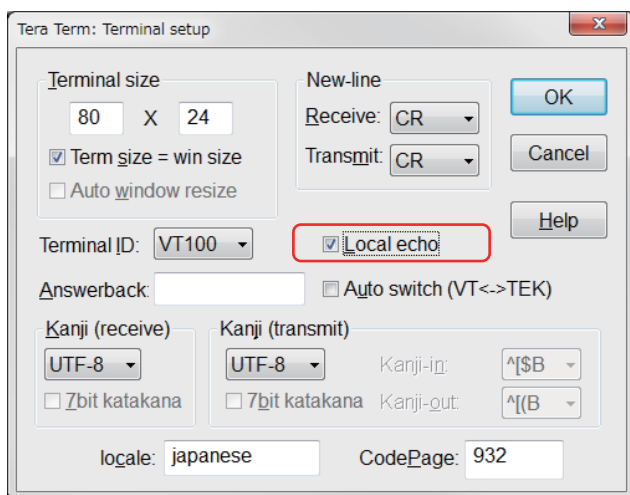 Tera Term: Terminal setup
Terminal size
80 X 24
Term size = win size
Auto window resize
New-line
Receive: CR
Transmit: CR
OK
Cancel
Help
Terminal ID: VT100
Local echo
Answerback:
Auto switch (VT<->TEK)
Kanji (receive)
UTF-8
7bit katakana
Kanji (transmit)
UTF-8
7bit katakana
Kanji-in: ^[$B
Kanji-out: ^[(B
locale: japanese
CodePage: 932